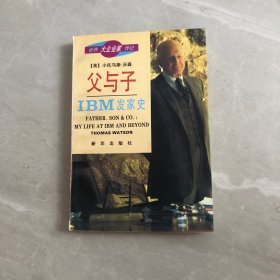 世界 大企业家 传记
【美】小托马斯·沃森
父与子
IBM发家史
FATHER, SON & CO.:
MY LIFE AT IBM AND BEYOND
THOMAS WATSON
新华出版社